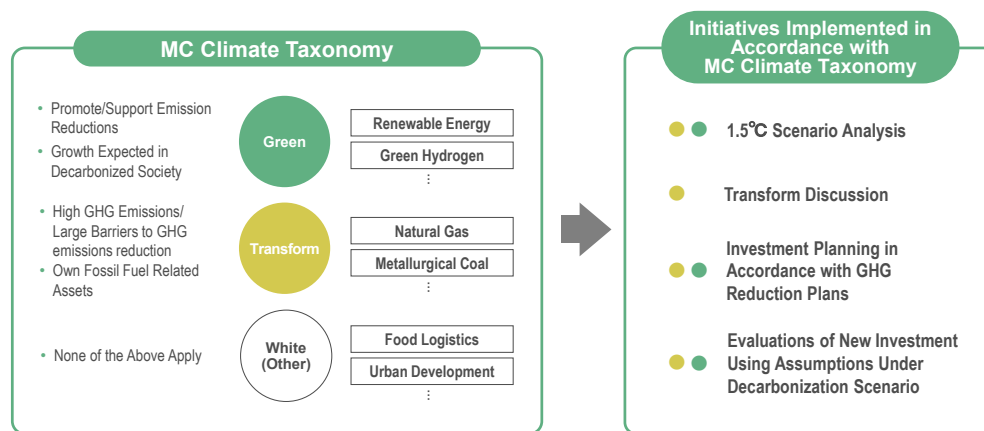 MC Climate Taxonomy
• Promote/Support Emission
Reductions
• Growth Expected in
Decarbonized Society
Green
Renewable Energy
Green Hydrogen
⋮
• High GHG Emissions/
Large Barriers to GHG
emissions reduction
• Own Fossil Fuel Related
Assets
Transform
Natural Gas
Metallurgical Coal
⋮
• None of the Above Apply
White
(Other)
Food Logistics
Urban Development
⋮
Initiatives Implemented in
Accordance with
MC Climate Taxonomy
1.5℃ Scenario Analysis
Transform Discussion
Investment Planning in
Accordance with GHG
Reduction Plans
Evaluations of New Investment
Using Assumptions Under
Decarbonization Scenario